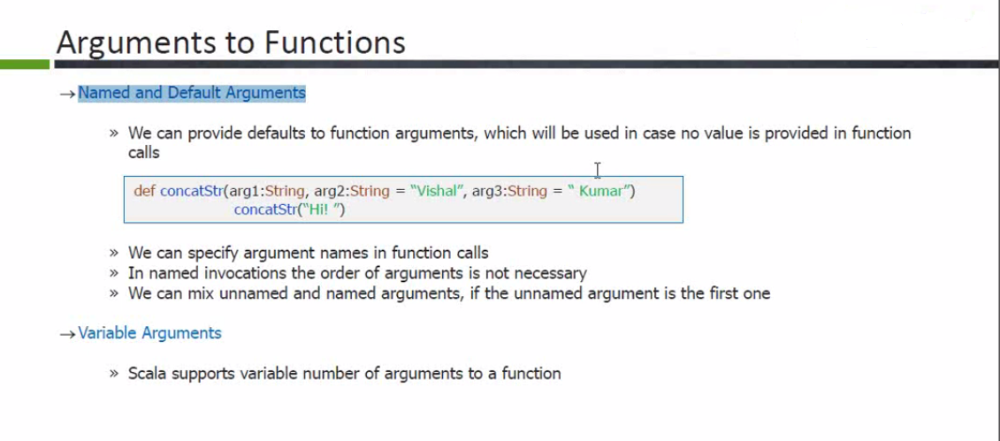 Arguments to Functions
→Named and Default Arguments
» We can provide defaults to function arguments, which will be used in case no value is provided in function
calls
def concatStr(arg1:String, arg2:String = “Vishal”, arg3:String = “ Kumar”)
concatStr(“Hi! ”)
» We can specify argument names in function calls
» In named invocations the order of arguments is not necessary
» We can mix unnamed and named arguments, if the unnamed argument is the first one
→Variable Arguments
» Scala supports variable number of arguments to a function